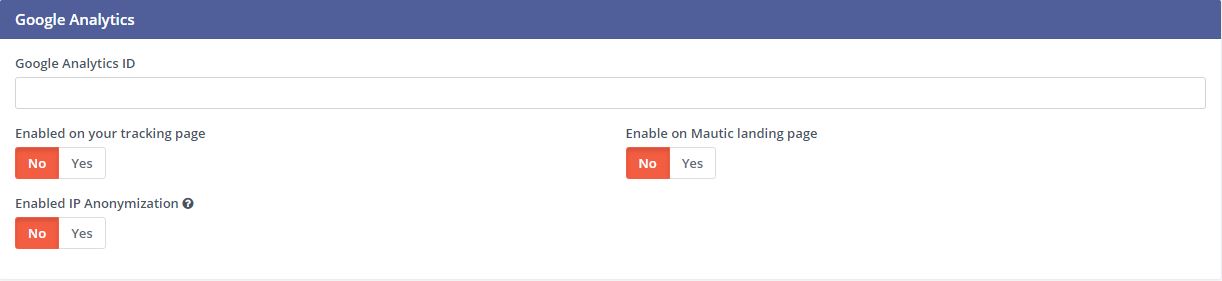 Google Analytics
Google Analytics ID
Enabled on your tracking page
No Yes
Enable on Mautic landing page
No Yes
Enabled IP Anonymization ?
No Yes